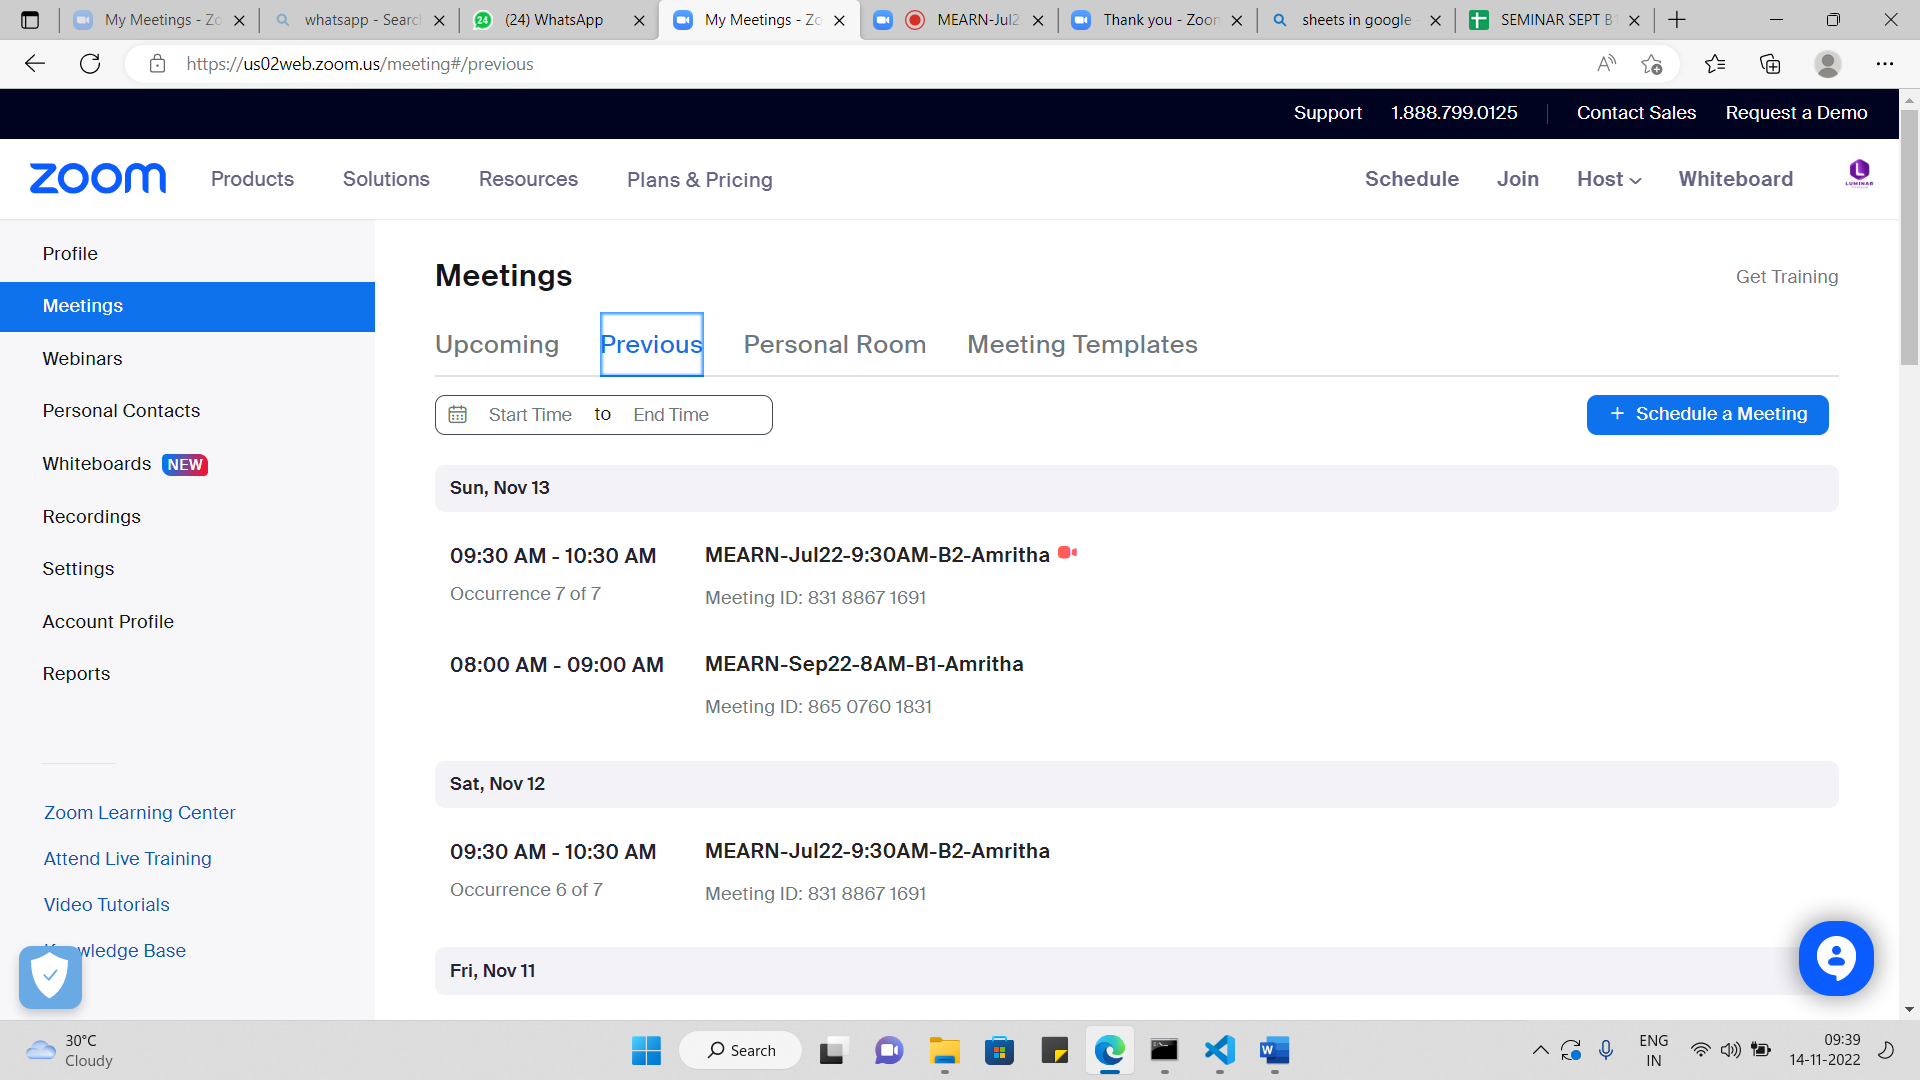 My Meetings - Zo
whatsapp - Search
24
(24) WhatsApp
My Meetings - Zo
MEARN-Jul2
Thank you - Zoom
sheets in google -
SEMINAR SEPT B1
https://us02web.zoom.us/meeting#/previous
Support 1.888.799.0125 Contact Sales Request a Demo
zoom Products Solutions Resources Plans & Pricing Schedule Join Host Whiteboard
L LUMINAR
Profile
Meetings
Webinars
Personal Contacts
Whiteboards NEW
Recordings
Settings
Account Profile
Reports
Zoom Learning Center
Attend Live Training
Video Tutorials
Knowledge Base
Meetings
Get Training
Upcoming Previous Personal Room Meeting Templates
Start Time to End Time
+ Schedule a Meeting
Sun, Nov 13
09:30 AM - 10:30 AM MEARN-Jul22-9:30AM-B2-Amritha
Occurrence 7 of 7 Meeting ID: 831 8867 1691
08:00 AM - 09:00 AM MEARN-Sep22-8AM-B1-Amritha
Meeting ID: 865 0760 1831
Sat, Nov 12
09:30 AM - 10:30 AM MEARN-Jul22-9:30AM-B2-Amritha
Occurrence 6 of 7 Meeting ID: 831 8867 1691
Fri, Nov 11
30°C
Cloudy
Search
W
ENG
IN
09:39
14-11-2022